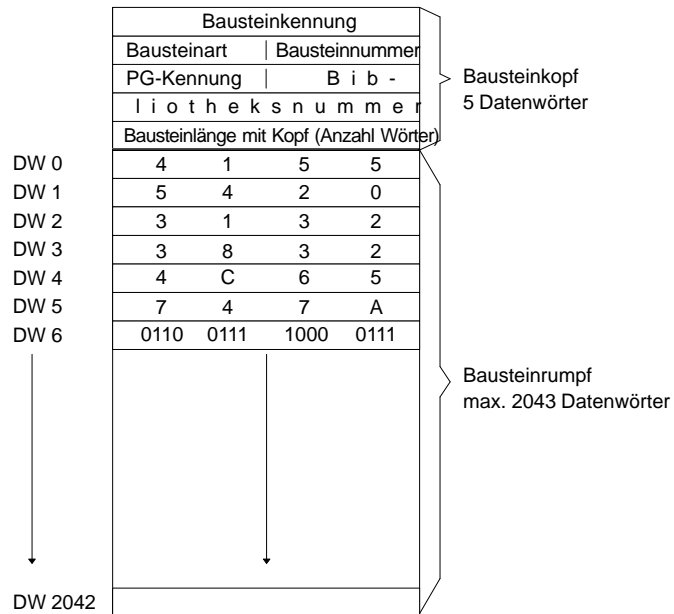 Bausteinkennung
Bausteinart | Bausteinnummer
PG-Kennung | B i b -
l i o t h e k s n u m m e r
Bausteinlänge mit Kopf (Anzahl Wörter)
Bausteinkopf
5 Datenwörter
DW 0 4 1 5 5
DW 1 5 4 2 0
DW 2 3 1 3 2
DW 3 3 8 3 2
DW 4 4 C 6 5
DW 5 7 4 7 A
DW 6 0110 0111 1000 0111
Bausteinrumpf
max. 2043 Datenwörter
DW 2042